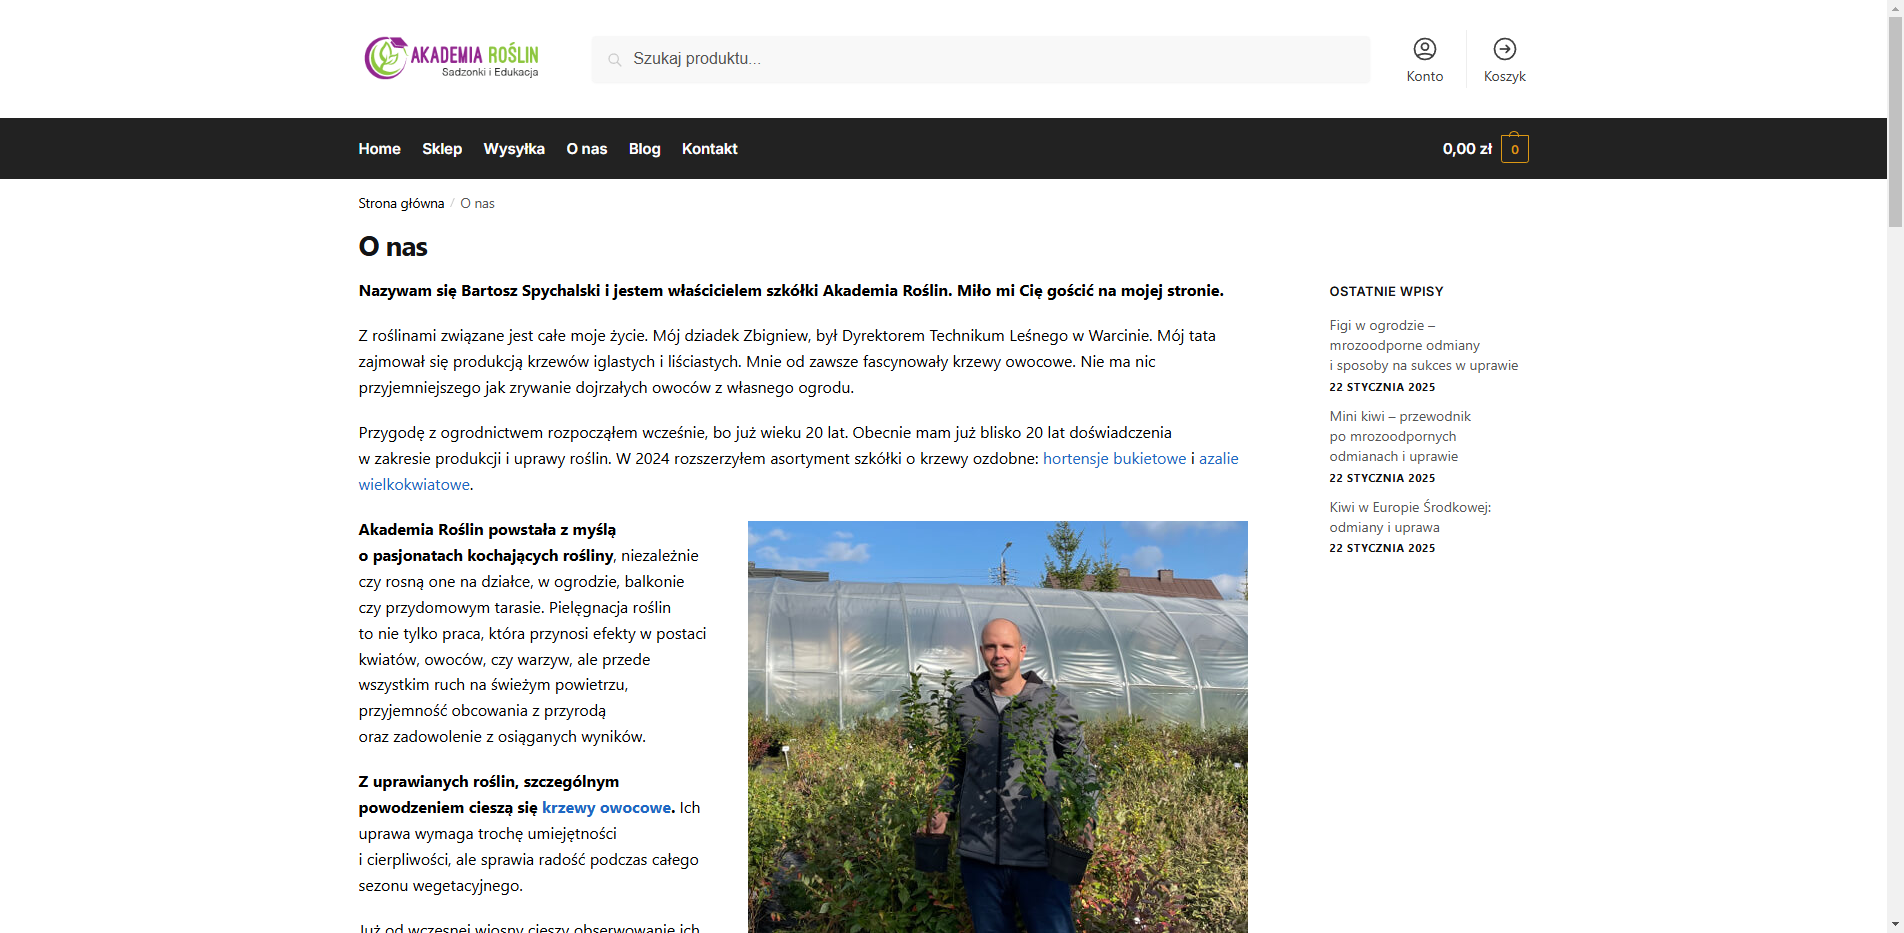 AKADEMIA ROŚLIN
Sadzonki i Edukacja
Szukaj produktu...
Konto
Koszyk
Home
Sklep
Wysyłka
O nas
Blog
Kontakt
0,00 zł
0
Strona główna / O nas
O nas
Nazywam się Bartosz Spychalski i jestem właścicielem szkółki Akademia Roślin. Miło mi Cię gościć na mojej stronie.
Z roślinami związane jest całe moje życie. Mój dziadek Zbigniew, był Dyrektorem Technikum Leśnego w Warcinie. Mój tata
zajmował się produkcją krzewów iglastych i liściastych. Mnie od zawsze fascynowały krzewy owocowe. Nie ma nic
przyjemniejszego jak zrywanie dojrzałych owoców z własnego ogrodu.
Przygodę z ogrodnictwem rozpocząłem wcześnie, bo już wieku 20 lat. Obecnie mam już blisko 20 lat doświadczenia
w zakresie produkcji i uprawy roślin. W 2024 rozszerzyłem asortyment szkółki o krzewy ozdobne: hortensje bukietowe i azalie
wielkokwiatowe.
Akademia Roślin powstała z myślą
o pasjonatach kochających rośliny, niezależnie
czy rosną one na działce, w ogrodzie, balkonie
czy przydomowym tarasie. Pielęgnacja roślin
to nie tylko praca, która przynosi efekty w postaci
kwiatów, owoców, czy warzyw, ale przede
wszystkim ruch na świeżym powietrzu,
przyjemność obcowania z przyrodą
oraz zadowolenie z osiąganych wyników.
Z uprawianych roślin, szczególnym
powodzeniem cieszą się krzewy owocowe. Ich
uprawa wymaga trochę umiejętności
i cierpliwości, ale sprawia radość podczas całego
sezonu wegetacyjnego.
Już od wczesnej wiosny cieszy obserwowanie ich
OSTATNIE WPISY
Figi w ogrodzie –
mrozoodporne odmiany
i sposoby na sukces w uprawie
22 STYCZNIA 2025
Mini kiwi – przewodnik
po mrozoodpornych
odmianach i uprawie
22 STYCZNIA 2025
Kiwi w Europie Środkowej:
odmiany i uprawa
22 STYCZNIA 2025